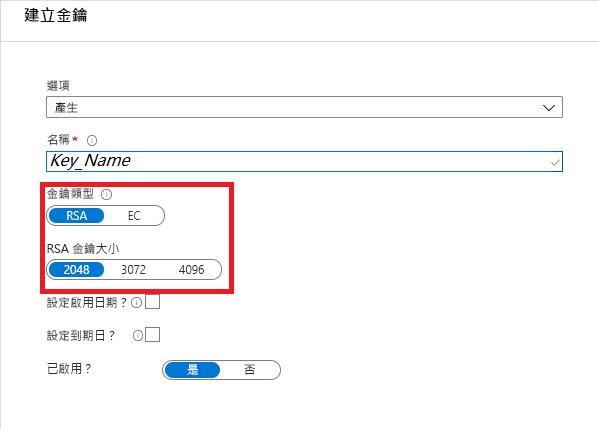 建立金鑰
選項
產生
名稱 *
Key_Name
金鑰類型
RSA EC
RSA 金鑰大小
2048 3072 4096
設定啟用日期？
設定到期日？
已啟用？ 是 否